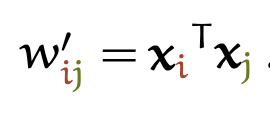 w′ᵢⱼ = 𝒙ᵢᵀ𝒙ⱼ .